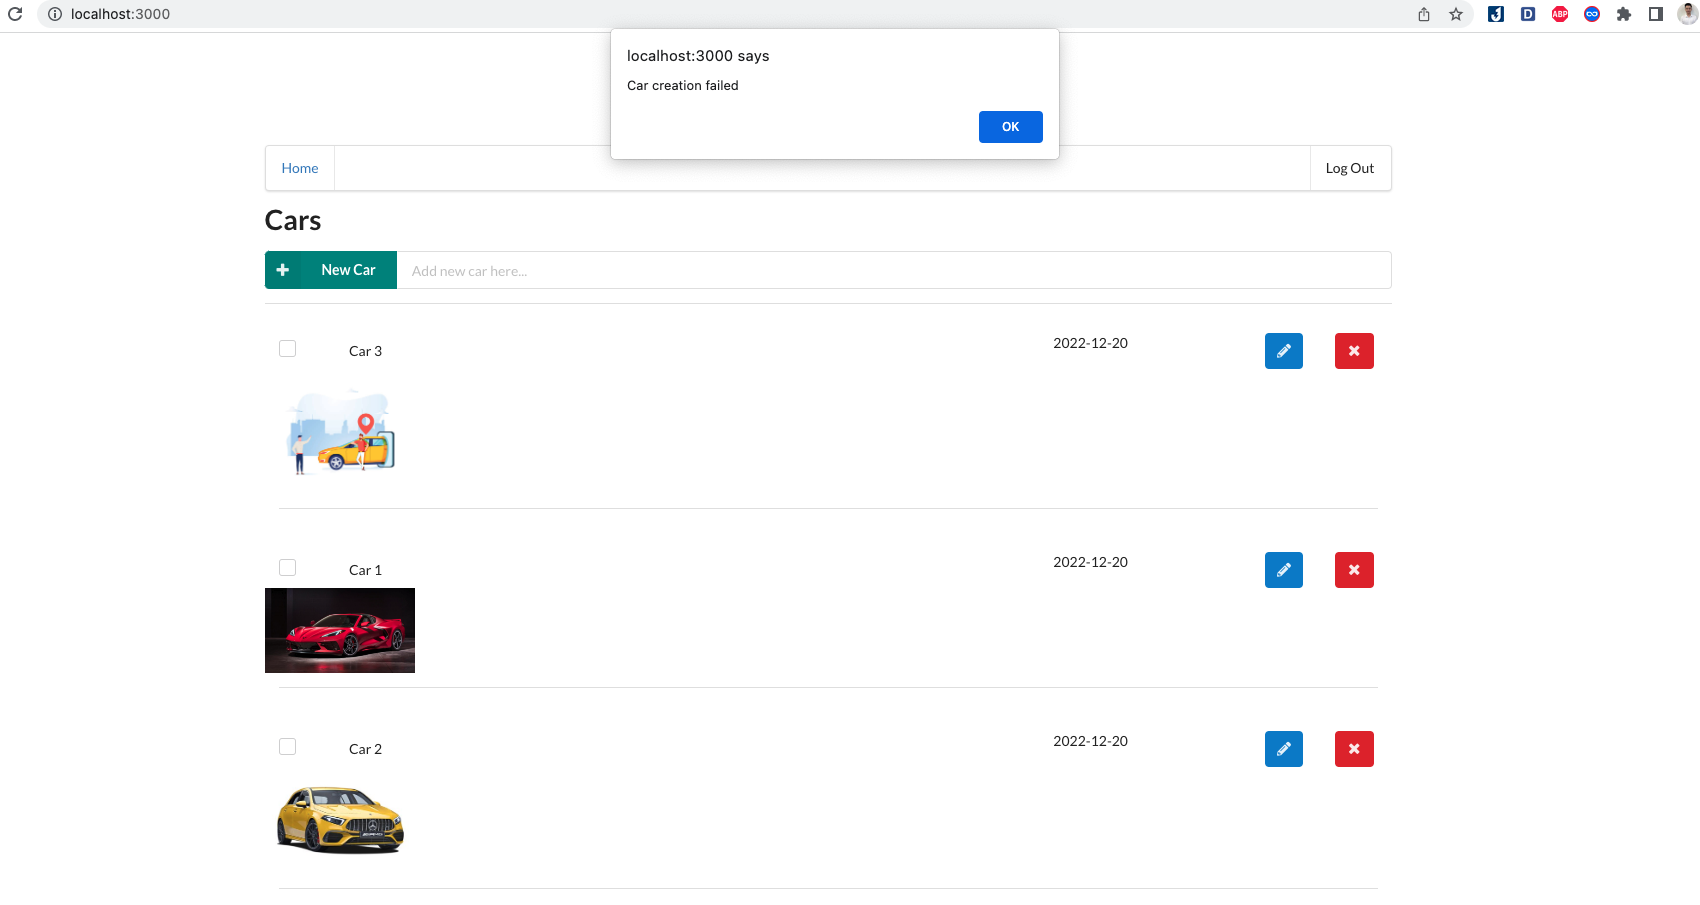 localhost:3000
ABP
localhost:3000 says
Car creation failed
OK
Home
Log Out
Cars
New Car
Add new car here...
Car 3
2022-12-20
Car 1
2022-12-20
Car 2
2022-12-20